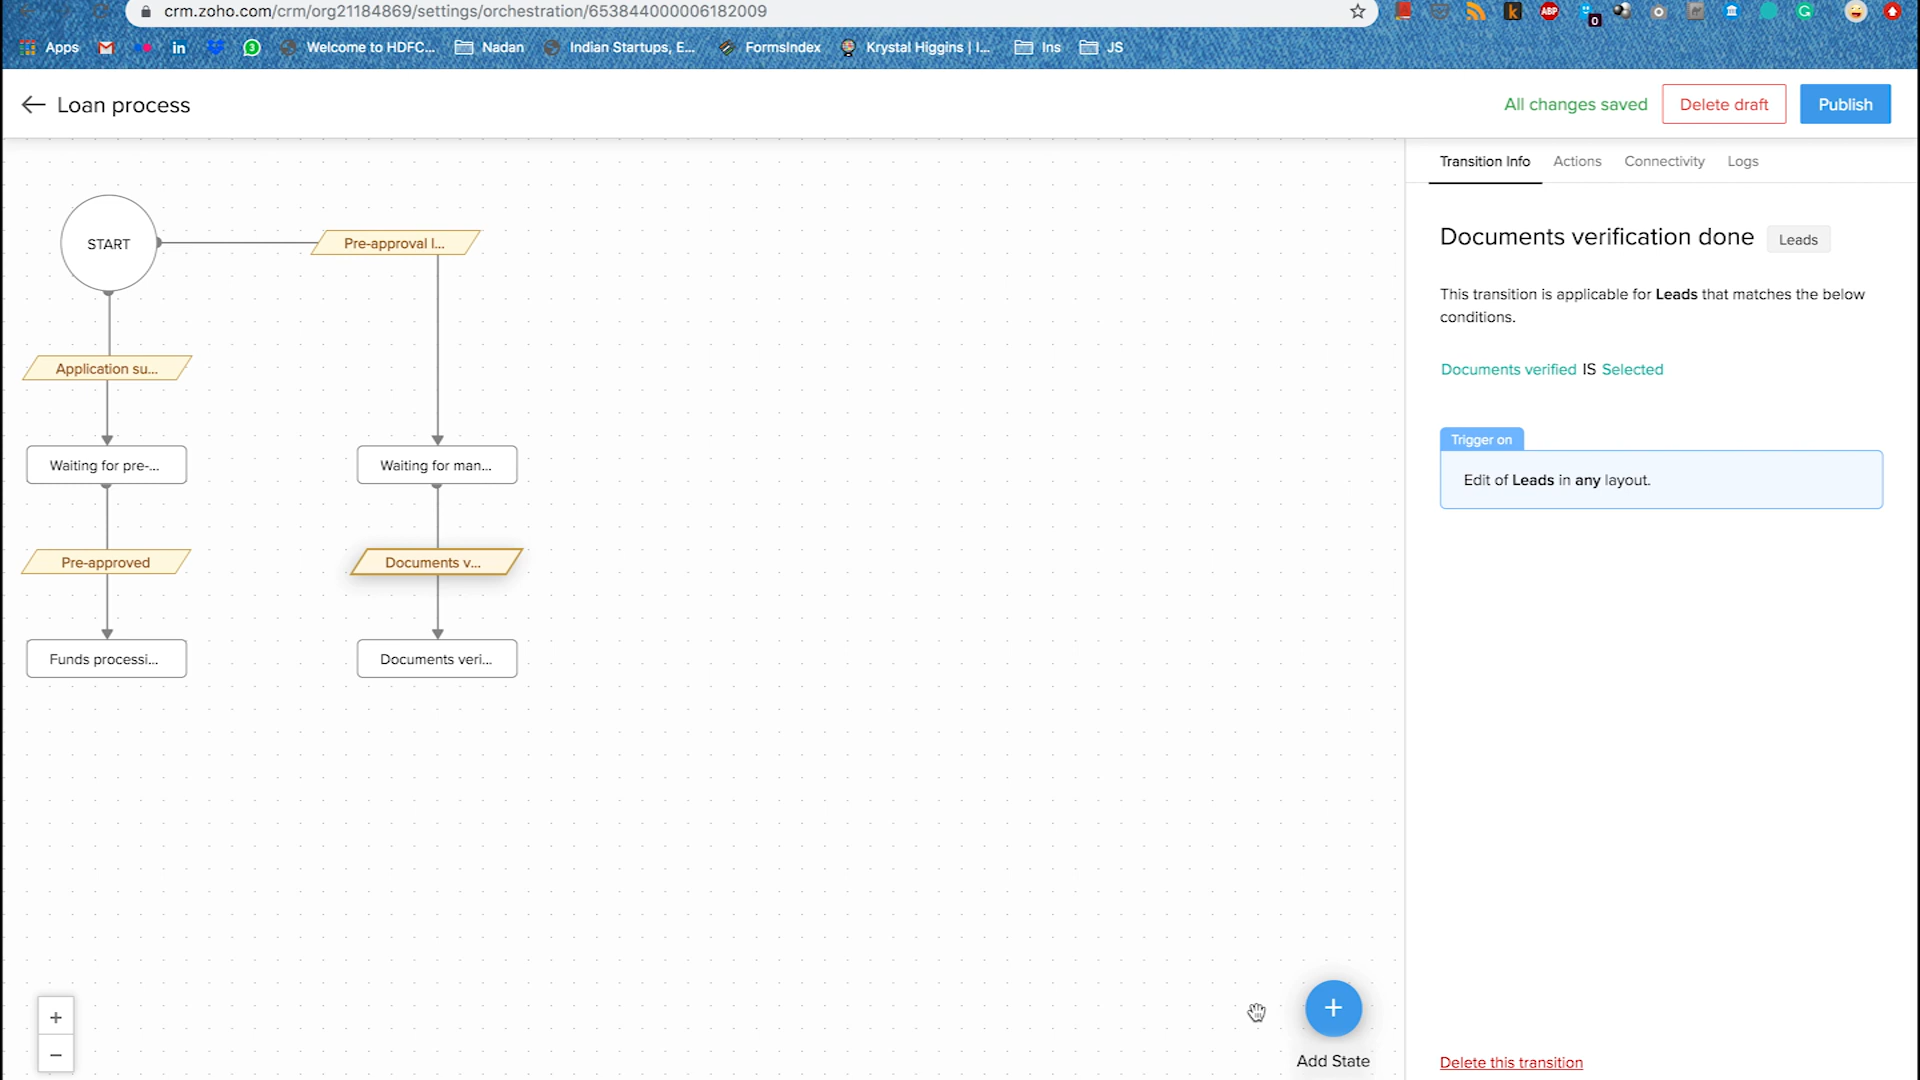 crm.zoho.com/crm/org21184869/settings/orchestration/653844000006182009
ABP
0
Apps
3
Welcome to HDFC...
Nadan
Indian Startups, E...
FormsIndex
Krystal Higgins | I...
Ins
JS
Loan process
All changes saved
Delete draft
Publish
START
Pre-approval l...
Application su...
Waiting for pre-...
Waiting for man...
Pre-approved
Documents v...
Funds processi...
Documents veri...
Add State
Transition Info
Actions
Connectivity
Logs
Documents verification done
Leads
This transition is applicable for Leads that matches the below
conditions.
Documents verified IS Selected
Trigger on
Edit of Leads in any layout.
Delete this transition